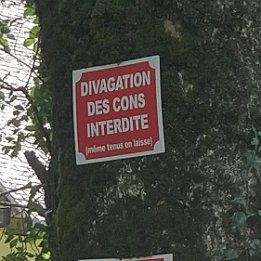 DIVAGATION
DES CONS
INTERDITE
(même tenus en laisse)